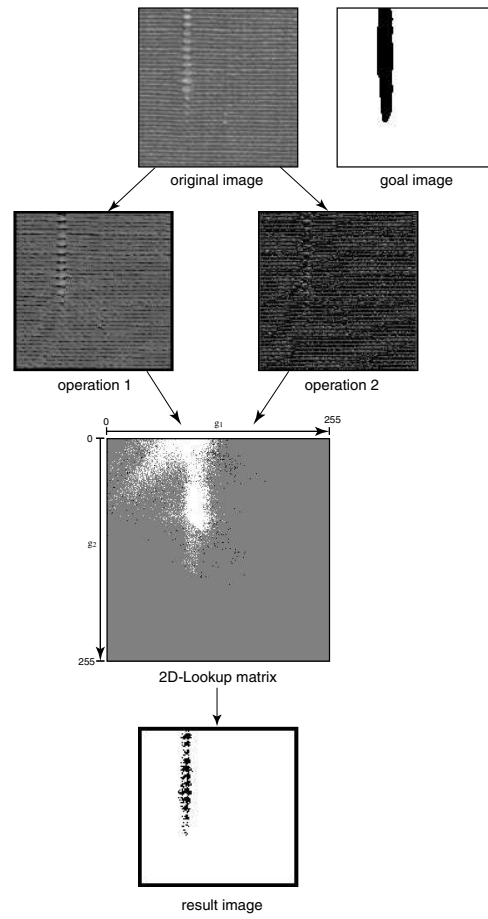 original image
goal image
operation 1
operation 2
0
g1
255
0
g2
255
2D-Lookup matrix
result image